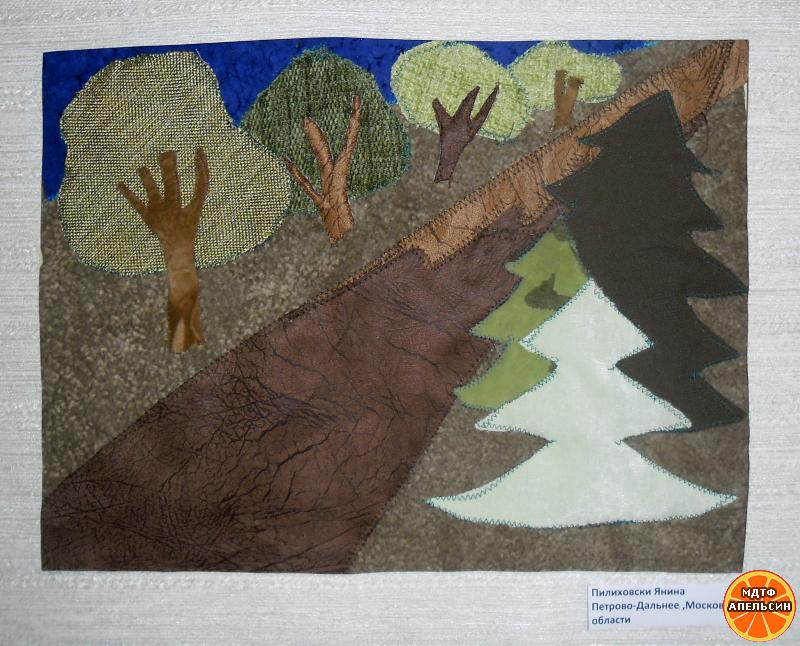 Пилиховски Янина
Петрово-Дальнее ,Москов
области
МДТФ
АПЕЛЬСИН